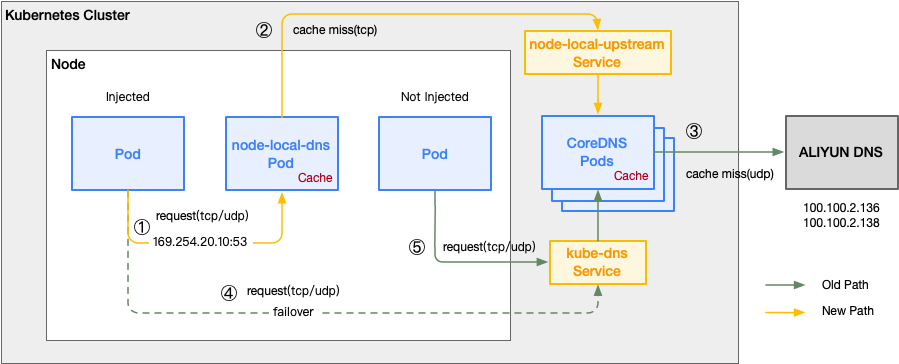 Kubernetes Cluster
②
cache miss(tcp)
node-local-upstream
Service
Node
Injected
Not Injected
Pod
node-local-dns
Pod
Cache
Pod
CoreDNS
Pods
Cache
③
cache miss(udp)
ALIYUN DNS
100.100.2.136
100.100.2.138
①
request(tcp/udp)
169.254.20.10:53
⑤
request(tcp/udp)
kube-dns
Service
④
request(tcp/udp)
failover
Old Path
New Path